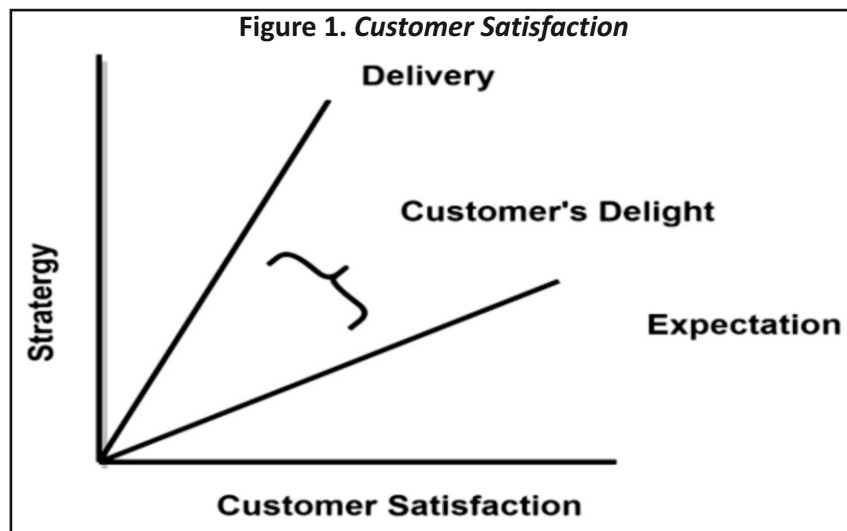 Figure 1. Customer Satisfaction
Delivery
Customer's Delight
Expectation
Stratergy
Customer Satisfaction